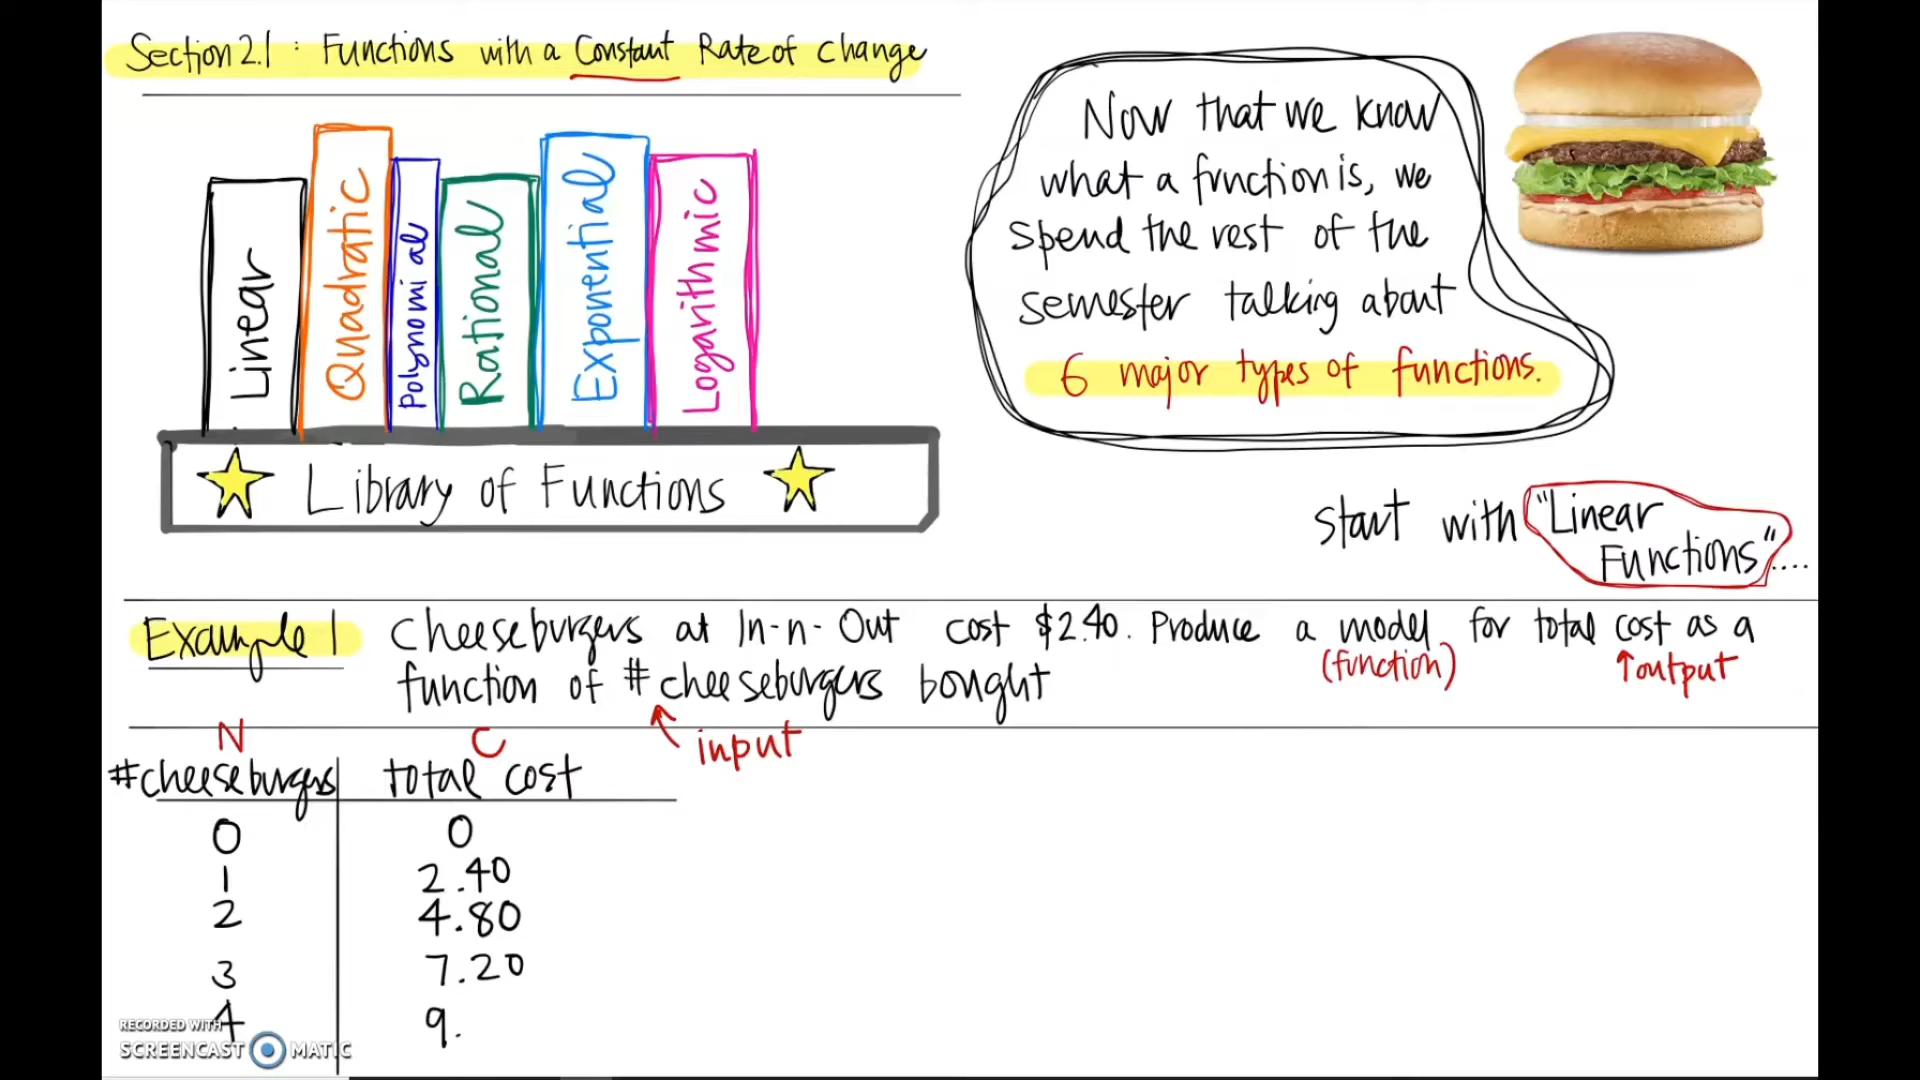 Section 2.1 : Functions with a Constant Rate of Change
Linear
Quadratic
Polynomial
Rational
Exponential
Logarithmic
Library of Functions
Now that we know
what a function is, we
spend the rest of the
semester talking about
6 major types of functions.
start with "Linear
Functions"....
Example 1 Cheeseburgers at In-n-Out cost $2.40. Produce a model for total cost as a
(function) ↑output
function of # cheeseburgers bought
input
N C
#cheeseburgers total cost
0 0
1 2.40
2 4.80
3 7.20
4 9.
RECORDED WITH
SCREENCAST MATIC